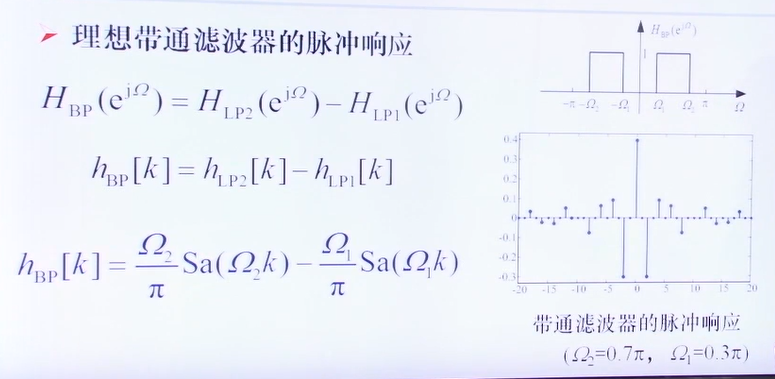 理想带通滤波器的脉冲响应
H_BP(e^jΩ) = H_LP2(e^jΩ) − H_LP1(e^jΩ)
h_BP[k] = h_LP2[k] − h_LP1[k]
h_BP[k] = Ω₂/π Sa(Ω₂k) − Ω₁/π Sa(Ω₁k)
H_BP(e^jΩ)
1
−π −Ω₂ −Ω₁ Ω₁ Ω₂ π Ω
0.4
0.3
0.2
0.1
0
-0.1
-0.2
-0.3
-20 -15 -10 -5 0 5 10 15 20
带通滤波器的脉冲响应
(Ω₂=0.7π, Ω₁=0.3π)